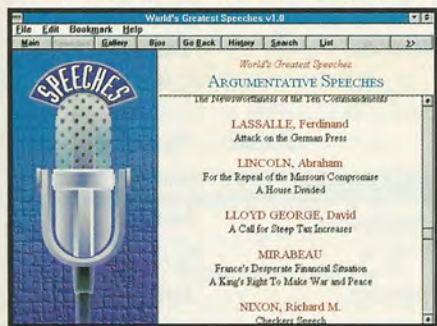 World's Greatest Speeches v1.0
File Edit Bookmark Help
Main Gallery Bios Go Back History Search List >>
SPEECHES
World's Greatest Speeches
ARGUMENTATIVE SPEECHES
The Newsworthiness of the Ten Commandments
LASSALLE, Ferdinand
Attack on the German Press
LINCOLN, Abraham
For the Repeal of the Missouri Compromise
A House Divided
LLOYD GEORGE, David
A Call for Steep Tax Increases
MIRABEAU
France's Desperate Financial Situation
A King's Right To Make War and Peace
NIXON, Richard M.
Checkers Speech